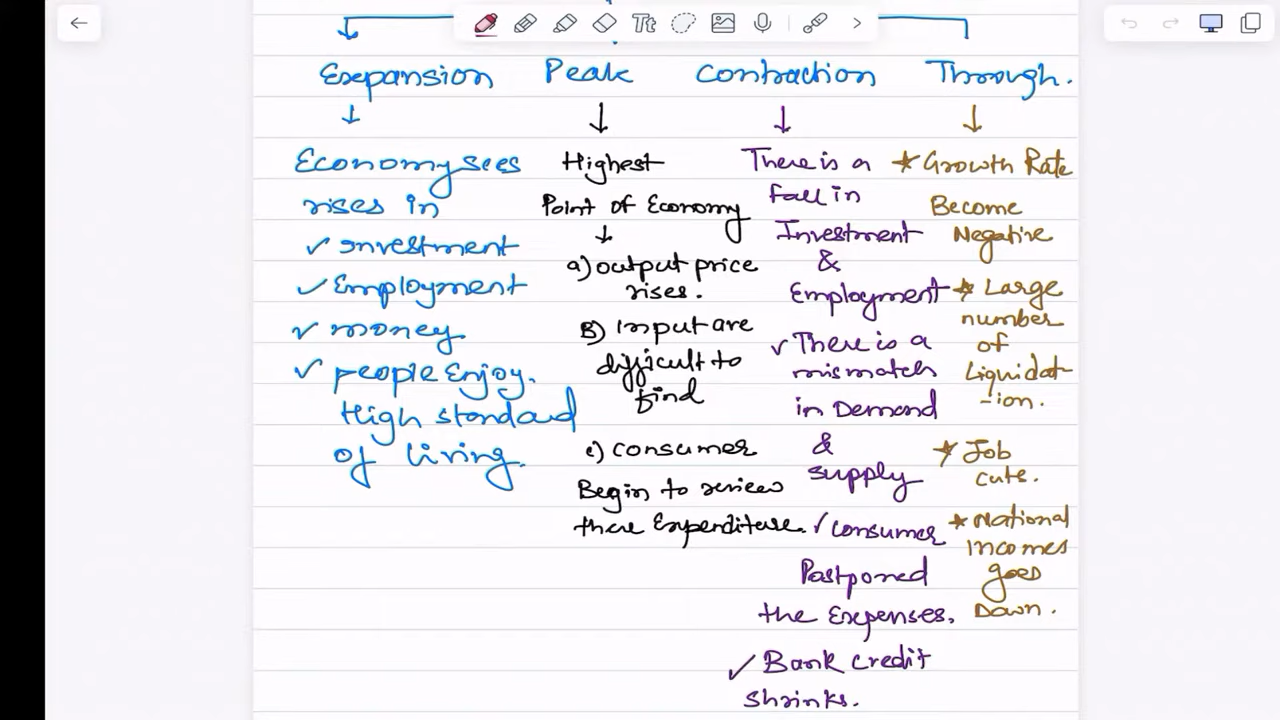 Tt
Expansion Peak Contraction Through.
Economy sees
rises in
✓ Investment
✓ Employment
✓ money
✓ people Enjoy.
High standard
of living.
Highest
Point of Economy
a) output price
rises.
B) Input are
difficult to
find
c) consumer
Begin to review
there Expenditure.
There is a
fall in
Investment
&
Employment
✓ There is a
mismatch
in Demand
&
supply
✓ consumer
Postponed
the Expenses.
✓ Bank credit
shrinks.
★ Growth Rate
Become
Negative
★ Large
number
of
Liquidat
-ion.
★ Job
cuts.
★ National
Incomes
goes
Down.